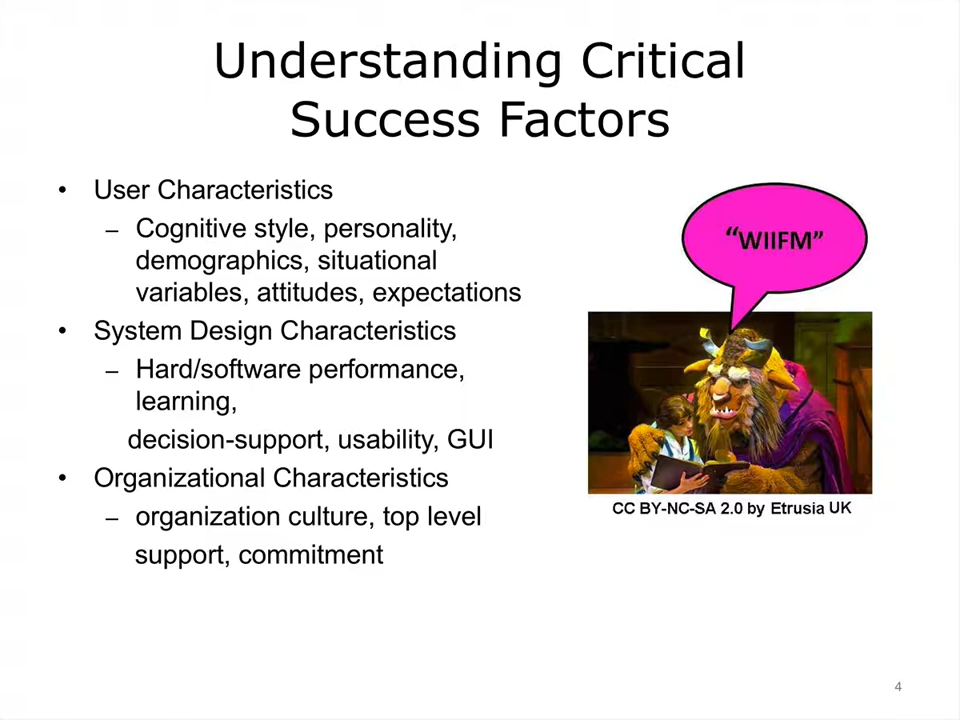 Understanding Critical
Success Factors
• User Characteristics
– Cognitive style, personality,
demographics, situational
variables, attitudes, expectations
• System Design Characteristics
– Hard/software performance,
learning,
decision-support, usability, GUI
• Organizational Characteristics
– organization culture, top level
support, commitment
“WIIFM”
CC BY-NC-SA 2.0 by Etrusia UK
4